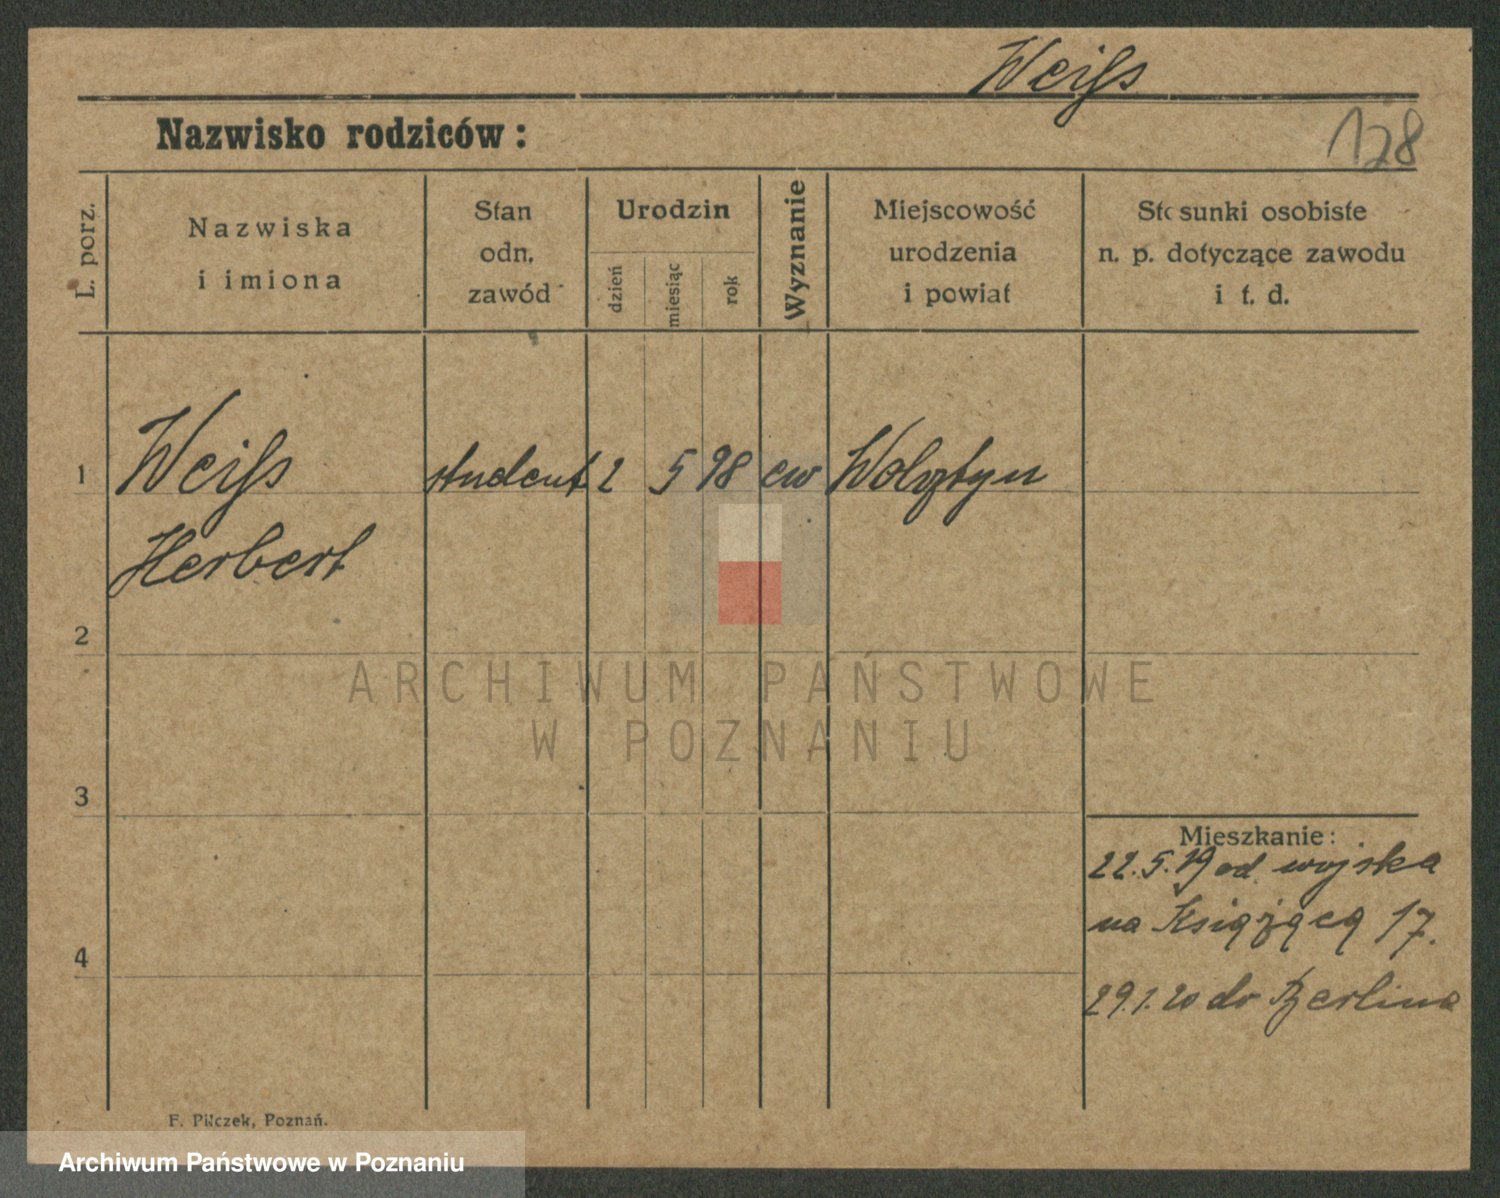 Weiſs
128
Nazwisko rodziców:
L. porz.
Nazwiska
i imiona
Stan
odn.
zawód
Urodzin
dzień
miesiąc
rok
Wyznanie
Miejscowość
urodzenia
i powiat
Stosunki osobiste
n. p. dotyczące zawodu
i t. d.
1 Weiſs student 2 5 98 ew Wolsztyn
Herbert
2
ARCHIWUM PAŃSTWOWE
W POZNANIU
3
Mieszkanie:
22.5.19 od wojska
na Książęcą 17.
4
29.1.20 do Berlina
F. Pilczek, Poznań.
Archiwum Państwowe w Poznaniu